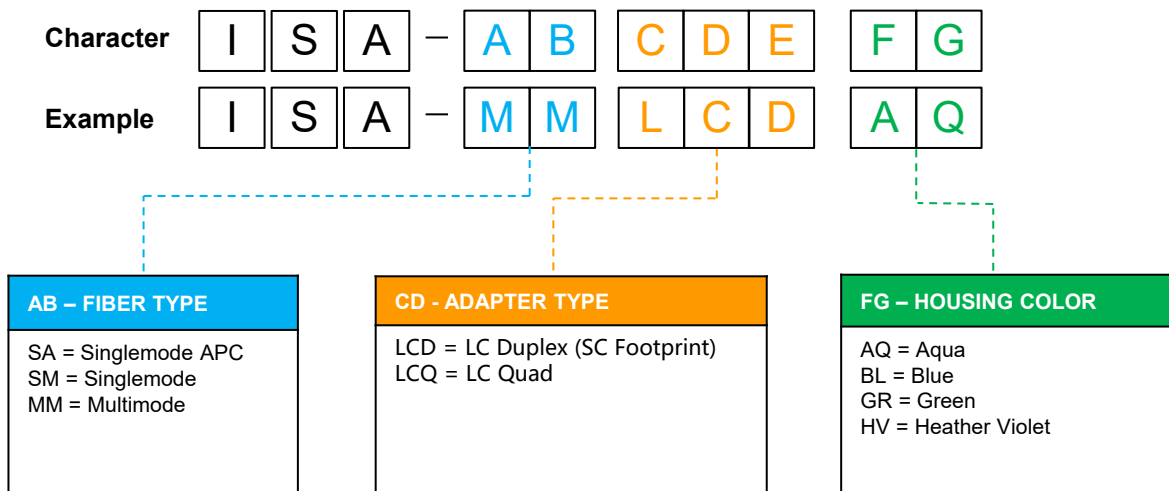 Character I S A – A B C D E F G
Example I S A – M M L C D A Q
AB – FIBER TYPE
SA = Singlemode APC
SM = Singlemode
MM = Multimode
CD - ADAPTER TYPE
LCD = LC Duplex (SC Footprint)
LCQ = LC Quad
FG – HOUSING COLOR
AQ = Aqua
BL = Blue
GR = Green
HV = Heather Violet